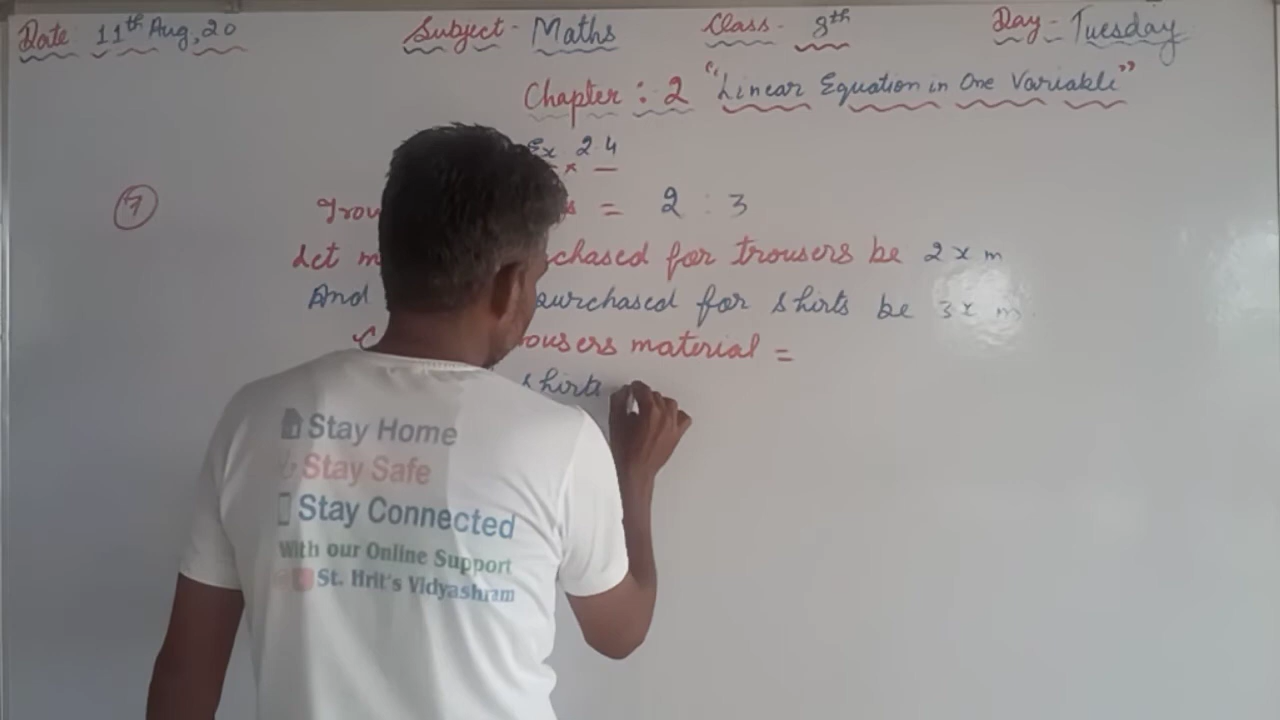 Date 11th Aug, 20 Subject - Maths Class - 8th Day - Tuesday
Chapter : 2 "Linear Equation in One Variable"
Ex 2 4
7
= 2 : 3
Let purchased for trousers be 2x m
And purchased for shirts be 3x m
trousers material =
shirts
Stay Home
Stay Safe
Stay Connected
With our Online Support
St. Hrit's Vidyashram